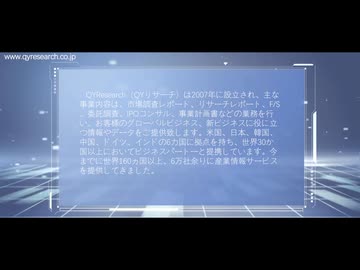 www.qyresearch.co.jp
QYResearch（QYリサーチ）は2007年に設立され、主な
事業内容は、市場調査レポート、リサーチレポート、F/S
、委託調査、IPOコンサル、事業計画書などの業務を行
い、お客様のグローバルビジネス、新ビジネスに役に立
つ情報やデータをご提供致します。米国、日本、韓国、
中国、ドイツ、インドの6カ国に拠点を持ち、世界30か
国以上においてビジネスパートナーと提携しています。今
までに世界160ヵ国以上、6万社余りに産業情報サービス
を提供してきました。